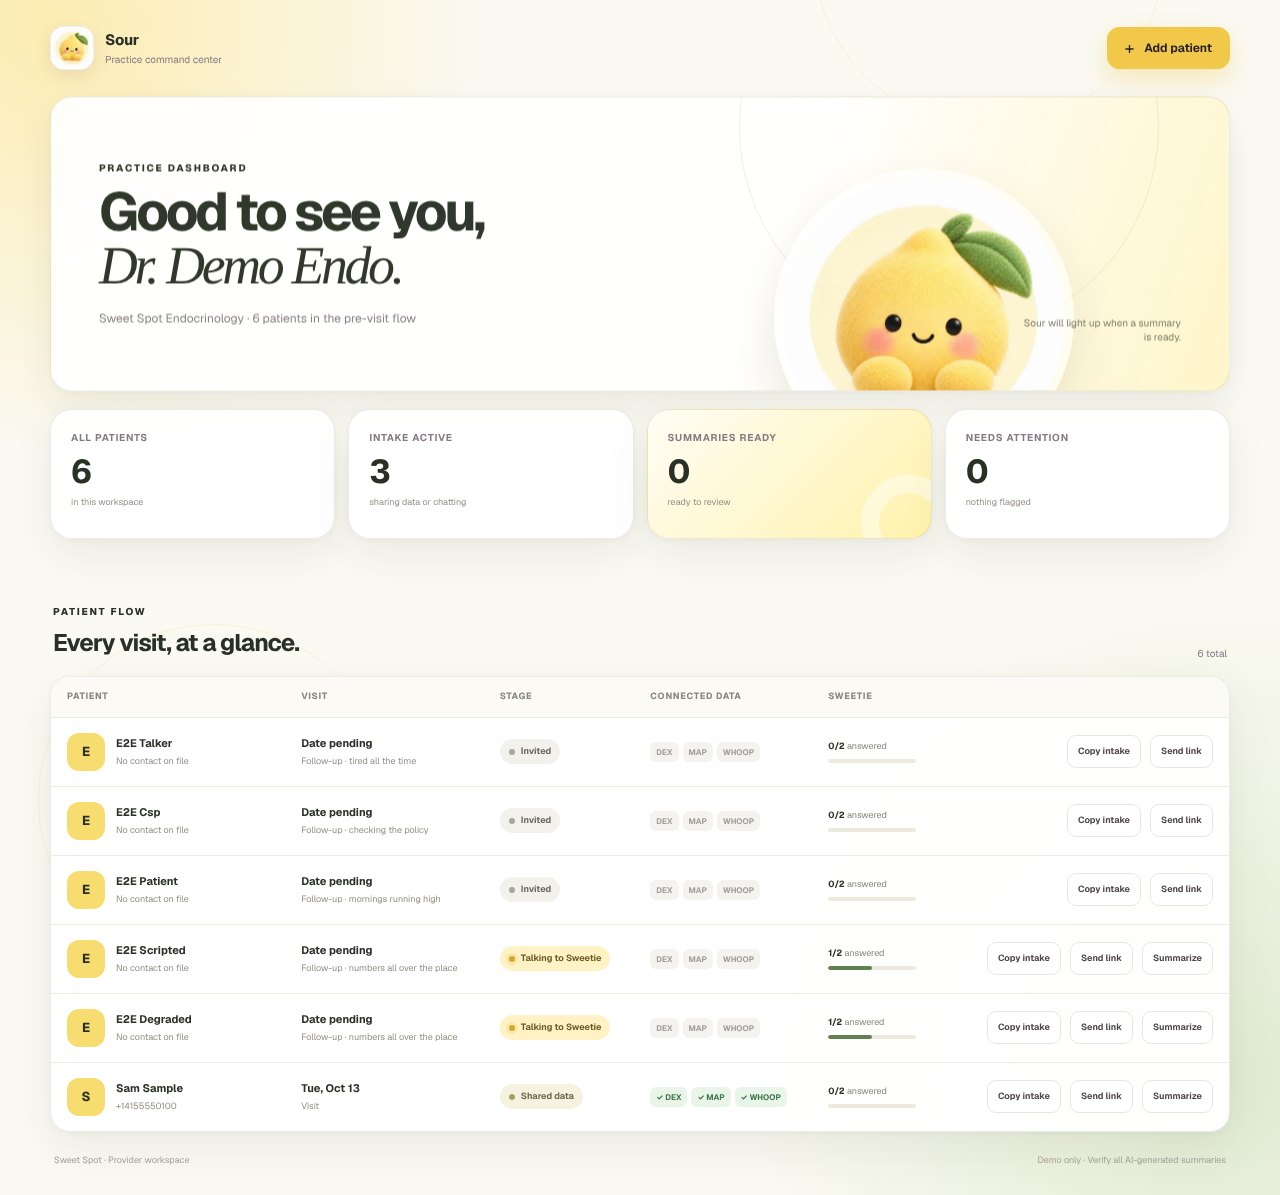 Sour
Practice command center
+ Add patient
PRACTICE DASHBOARD
Good to see you,
Dr. Demo Endo.
Sweet Spot Endocrinology · 6 patients in the pre-visit flow
Sour will light up when a summary
is ready.
ALL PATIENTS
6
in this workspace
INTAKE ACTIVE
3
sharing data or chatting
SUMMARIES READY
0
ready to review
NEEDS ATTENTION
0
nothing flagged
PATIENT FLOW
Every visit, at a glance.
6 total
PATIENT VISIT STAGE CONNECTED DATA SWEETIE
E E2E Talker Date pending Invited DEX MAP WHOOP 0/2 answered Copy intake Send link
No contact on file Follow-up · tired all the time
E E2E Csp Date pending Invited DEX MAP WHOOP 0/2 answered Copy intake Send link
No contact on file Follow-up · checking the policy
E E2E Patient Date pending Invited DEX MAP WHOOP 0/2 answered Copy intake Send link
No contact on file Follow-up · mornings running high
E E2E Scripted Date pending Talking to Sweetie DEX MAP WHOOP 1/2 answered Copy intake Send link Summarize
No contact on file Follow-up · numbers all over the place
E E2E Degraded Date pending Talking to Sweetie DEX MAP WHOOP 1/2 answered Copy intake Send link Summarize
No contact on file Follow-up · numbers all over the place
S Sam Sample Tue, Oct 13 Shared data ✓ DEX ✓ MAP ✓ WHOOP 0/2 answered Copy intake Send link Summarize
+14155550100 Visit
Sweet Spot · Provider workspace
Demo only · Verify all AI-generated summaries